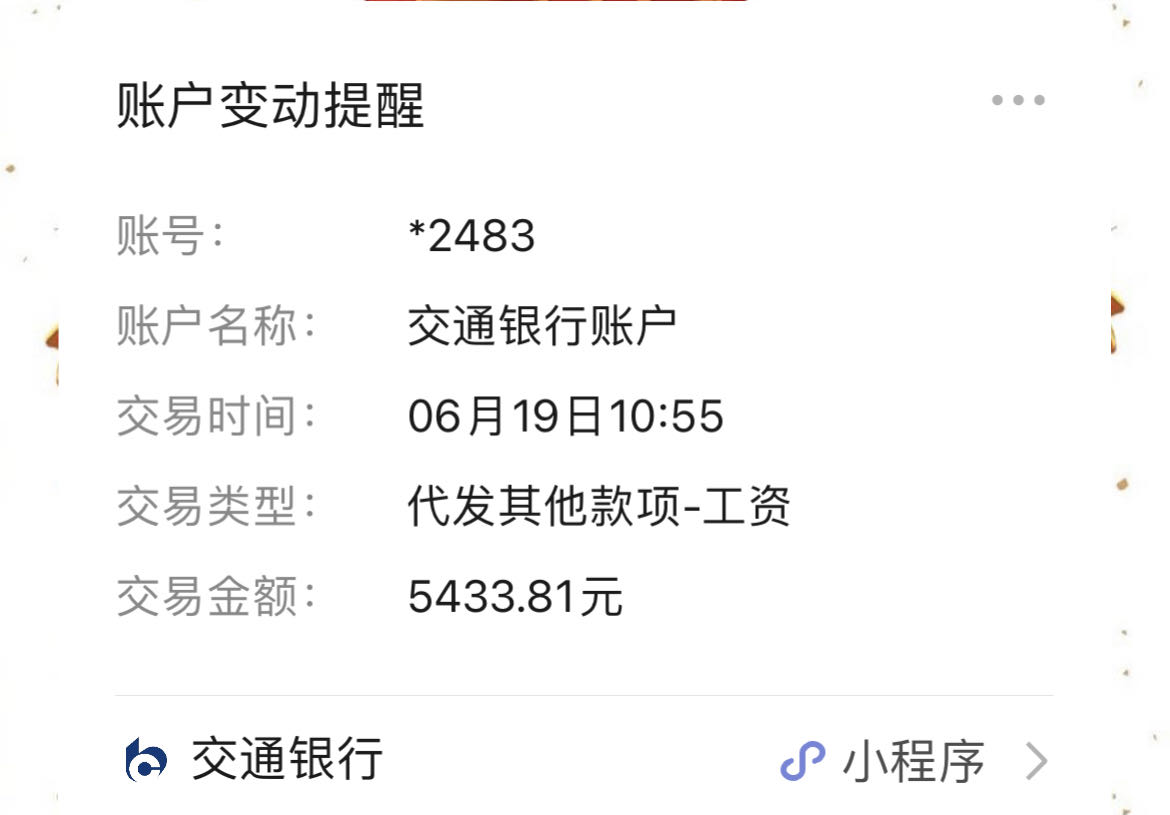 账户变动提醒
账号： *2483
账户名称： 交通银行账户
交易时间： 06月19日10:55
交易类型： 代发其他款项-工资
交易金额： 5433.81元
交通银行 小程序